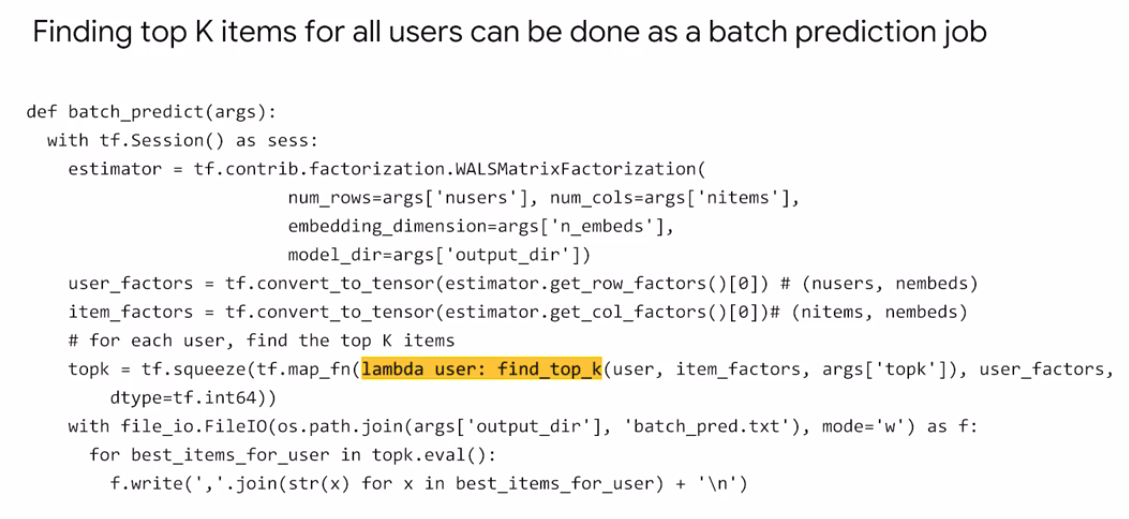 Finding top K items for all users can be done as a batch prediction job
def batch_predict(args):
with tf.Session() as sess:
estimator = tf.contrib.factorization.WALSMatrixFactorization(
num_rows=args['nusers'], num_cols=args['nitems'],
embedding_dimension=args['n_embeds'],
model_dir=args['output_dir'])
user_factors = tf.convert_to_tensor(estimator.get_row_factors()[0]) # (nusers, nembeds)
item_factors = tf.convert_to_tensor(estimator.get_col_factors()[0])# (nitems, nembeds)
# for each user, find the top K items
topk = tf.squeeze(tf.map_fn(lambda user: find_top_k(user, item_factors, args['topk']), user_factors,
dtype=tf.int64))
with file_io.FileIO(os.path.join(args['output_dir'], 'batch_pred.txt'), mode='w') as f:
for best_items_for_user in topk.eval():
f.write(','.join(str(x) for x in best_items_for_user) + '\n')